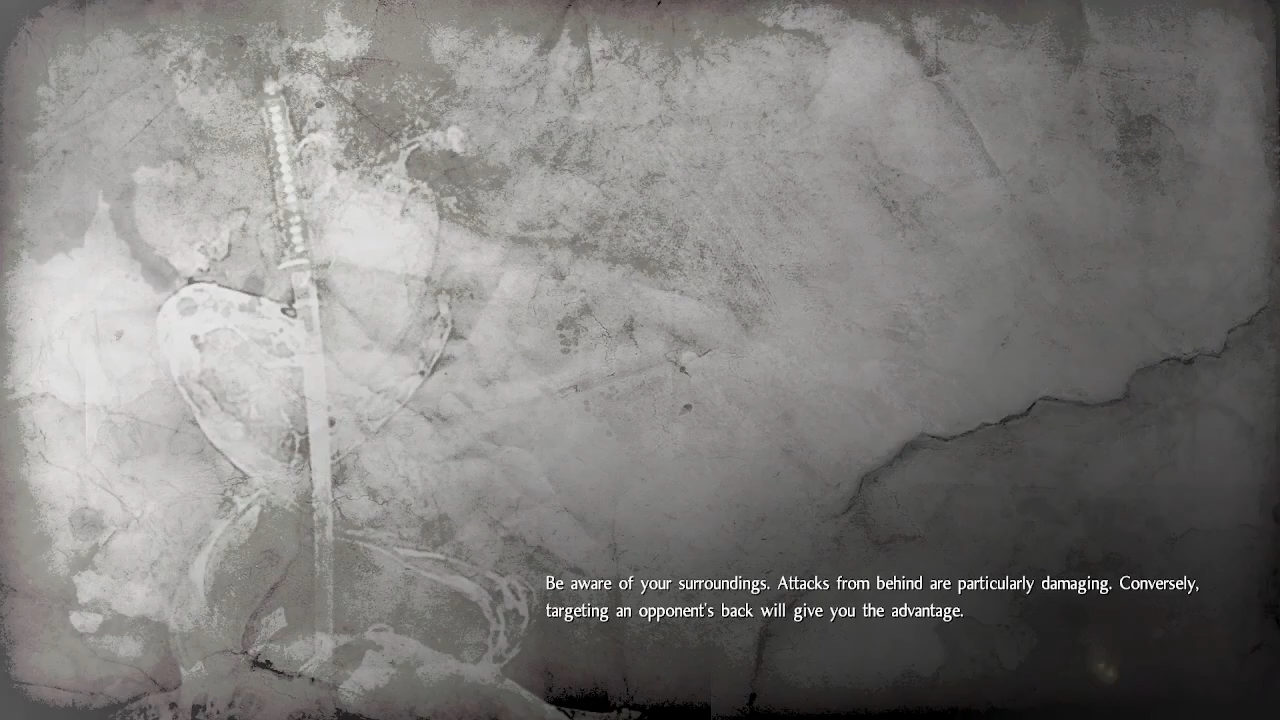 Be aware of your surroundings. Attacks from behind are particularly damaging. Conversely,
targeting an opponent's back will give you the advantage.